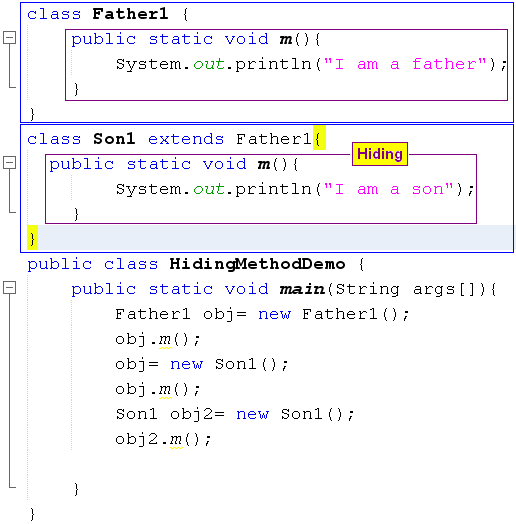 class Father1 {
public static void m(){
System.out.println("I am a father");
}
}
class Son1 extends Father1{
Hiding
public static void m(){
System.out.println("I am a son");
}
}
public class HidingMethodDemo {
public static void main(String args[]){
Father1 obj= new Father1();
obj.m();
obj= new Son1();
obj.m();
Son1 obj2= new Son1();
obj2.m();
}
}